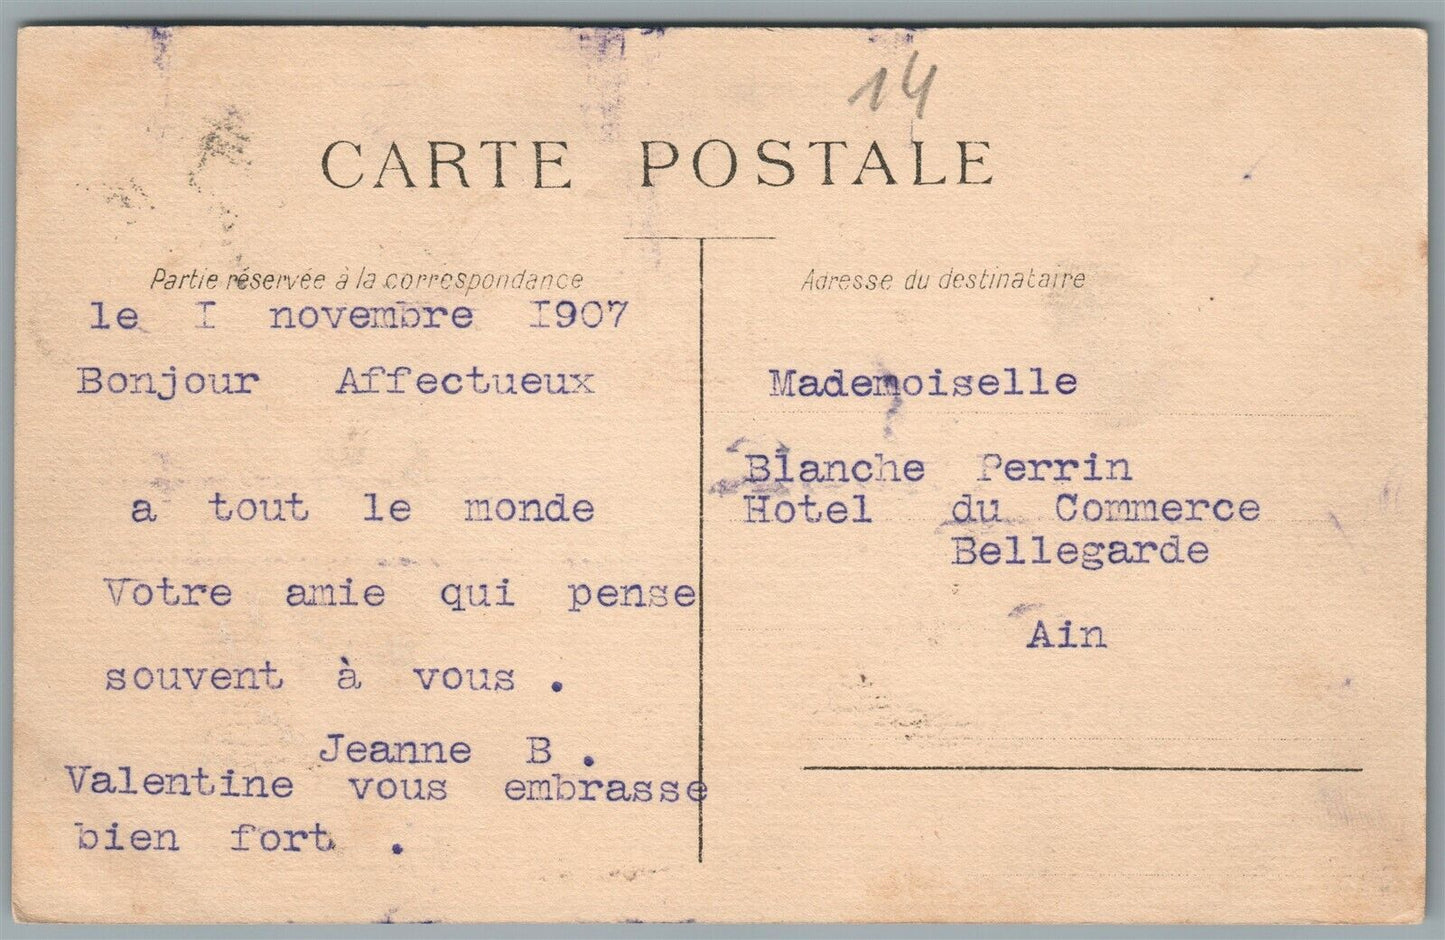 14
CARTE POSTALE
Partie réservée à la correspondance
le I novembre I907
Bonjour Affectueux
a tout le monde
Votre amie qui pense
souvent à vous .
Jeanne B .
Valentine vous embrasse
bien fort .
Adresse du destinataire
Mademoiselle
Blanche Perrin
Hotel du Commerce
Bellegarde
Ain